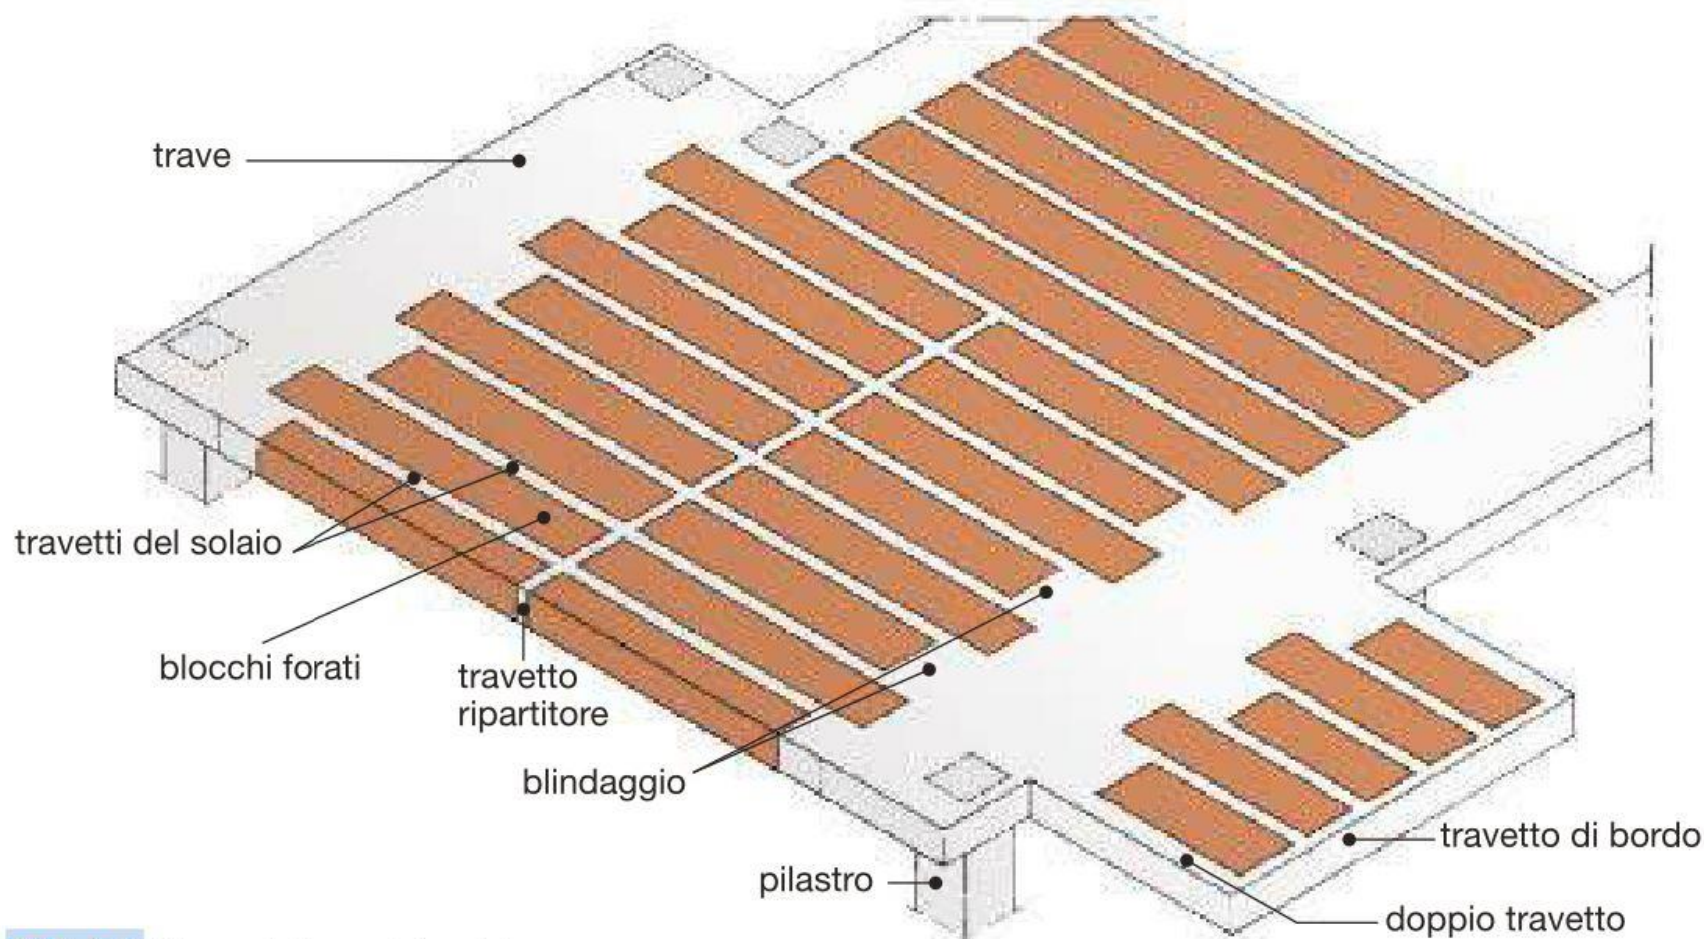 trave
travetti del solaio
blocchi forati
travetto
ripartitore
blindaggio
pilastro
travetto di bordo
doppio travetto